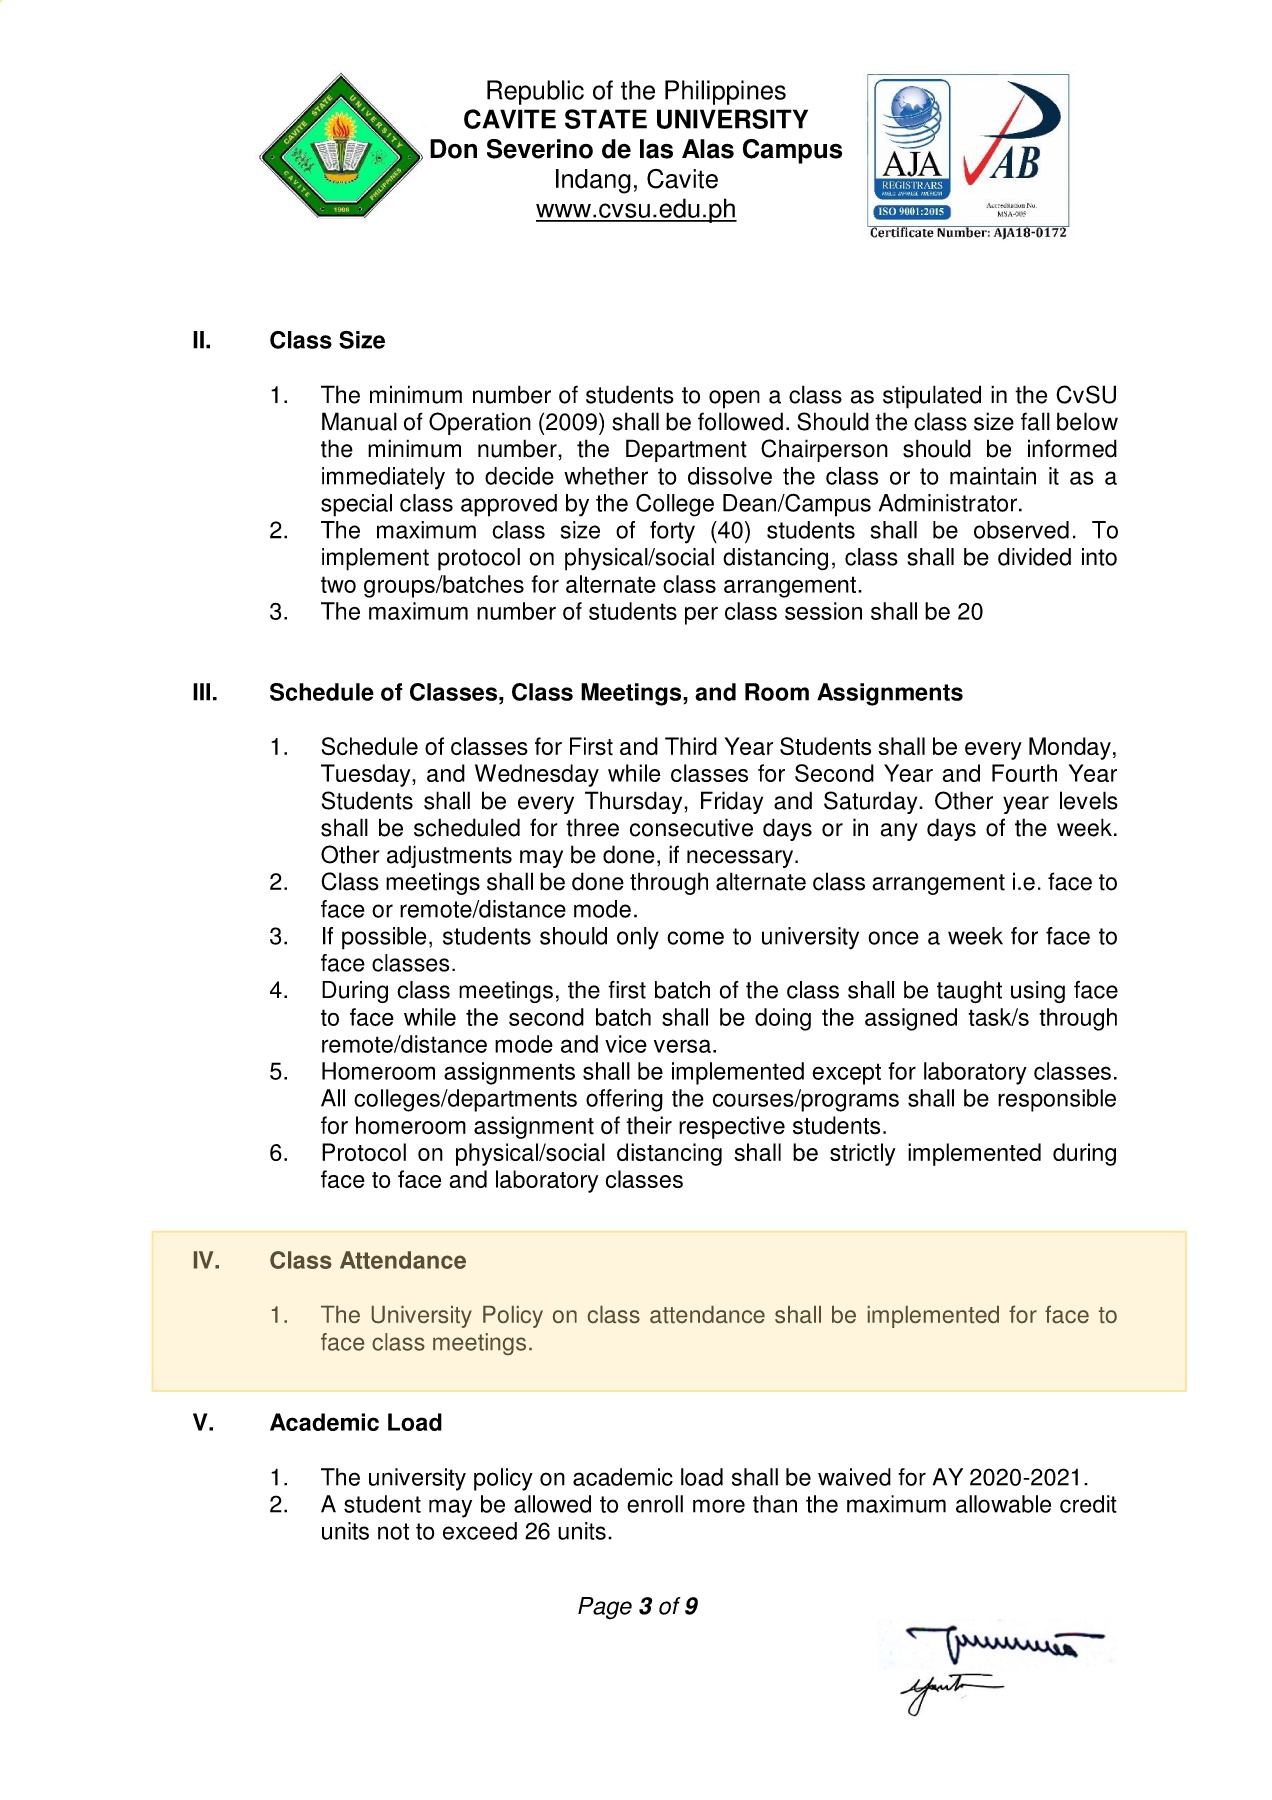 Republic of the Philippines
CAVITE STATE UNIVERSITY
Don Severino de las Alas Campus
Indang, Cavite
www.cvsu.edu.ph
CAVITE STATE UNIVERSITY
CAVITE PHILIPPINES
1906
AJA
REGISTRARS
ISO 9001:2015
PAB
Accreditation No.
MSA-005
Certificate Number: AJA18-0172
II. Class Size
1. The minimum number of students to open a class as stipulated in the CvSU
Manual of Operation (2009) shall be followed. Should the class size fall below
the minimum number, the Department Chairperson should be informed
immediately to decide whether to dissolve the class or to maintain it as a
special class approved by the College Dean/Campus Administrator.
2. The maximum class size of forty (40) students shall be observed. To
implement protocol on physical/social distancing, class shall be divided into
two groups/batches for alternate class arrangement.
3. The maximum number of students per class session shall be 20
III. Schedule of Classes, Class Meetings, and Room Assignments
1. Schedule of classes for First and Third Year Students shall be every Monday,
Tuesday, and Wednesday while classes for Second Year and Fourth Year
Students shall be every Thursday, Friday and Saturday. Other year levels
shall be scheduled for three consecutive days or in any days of the week.
Other adjustments may be done, if necessary.
2. Class meetings shall be done through alternate class arrangement i.e. face to
face or remote/distance mode.
3. If possible, students should only come to university once a week for face to
face classes.
4. During class meetings, the first batch of the class shall be taught using face
to face while the second batch shall be doing the assigned task/s through
remote/distance mode and vice versa.
5. Homeroom assignments shall be implemented except for laboratory classes.
All colleges/departments offering the courses/programs shall be responsible
for homeroom assignment of their respective students.
6. Protocol on physical/social distancing shall be strictly implemented during
face to face and laboratory classes
IV. Class Attendance
1. The University Policy on class attendance shall be implemented for face to
face class meetings.
V. Academic Load
1. The university policy on academic load shall be waived for AY 2020-2021.
2. A student may be allowed to enroll more than the maximum allowable credit
units not to exceed 26 units.
Page 3 of 9